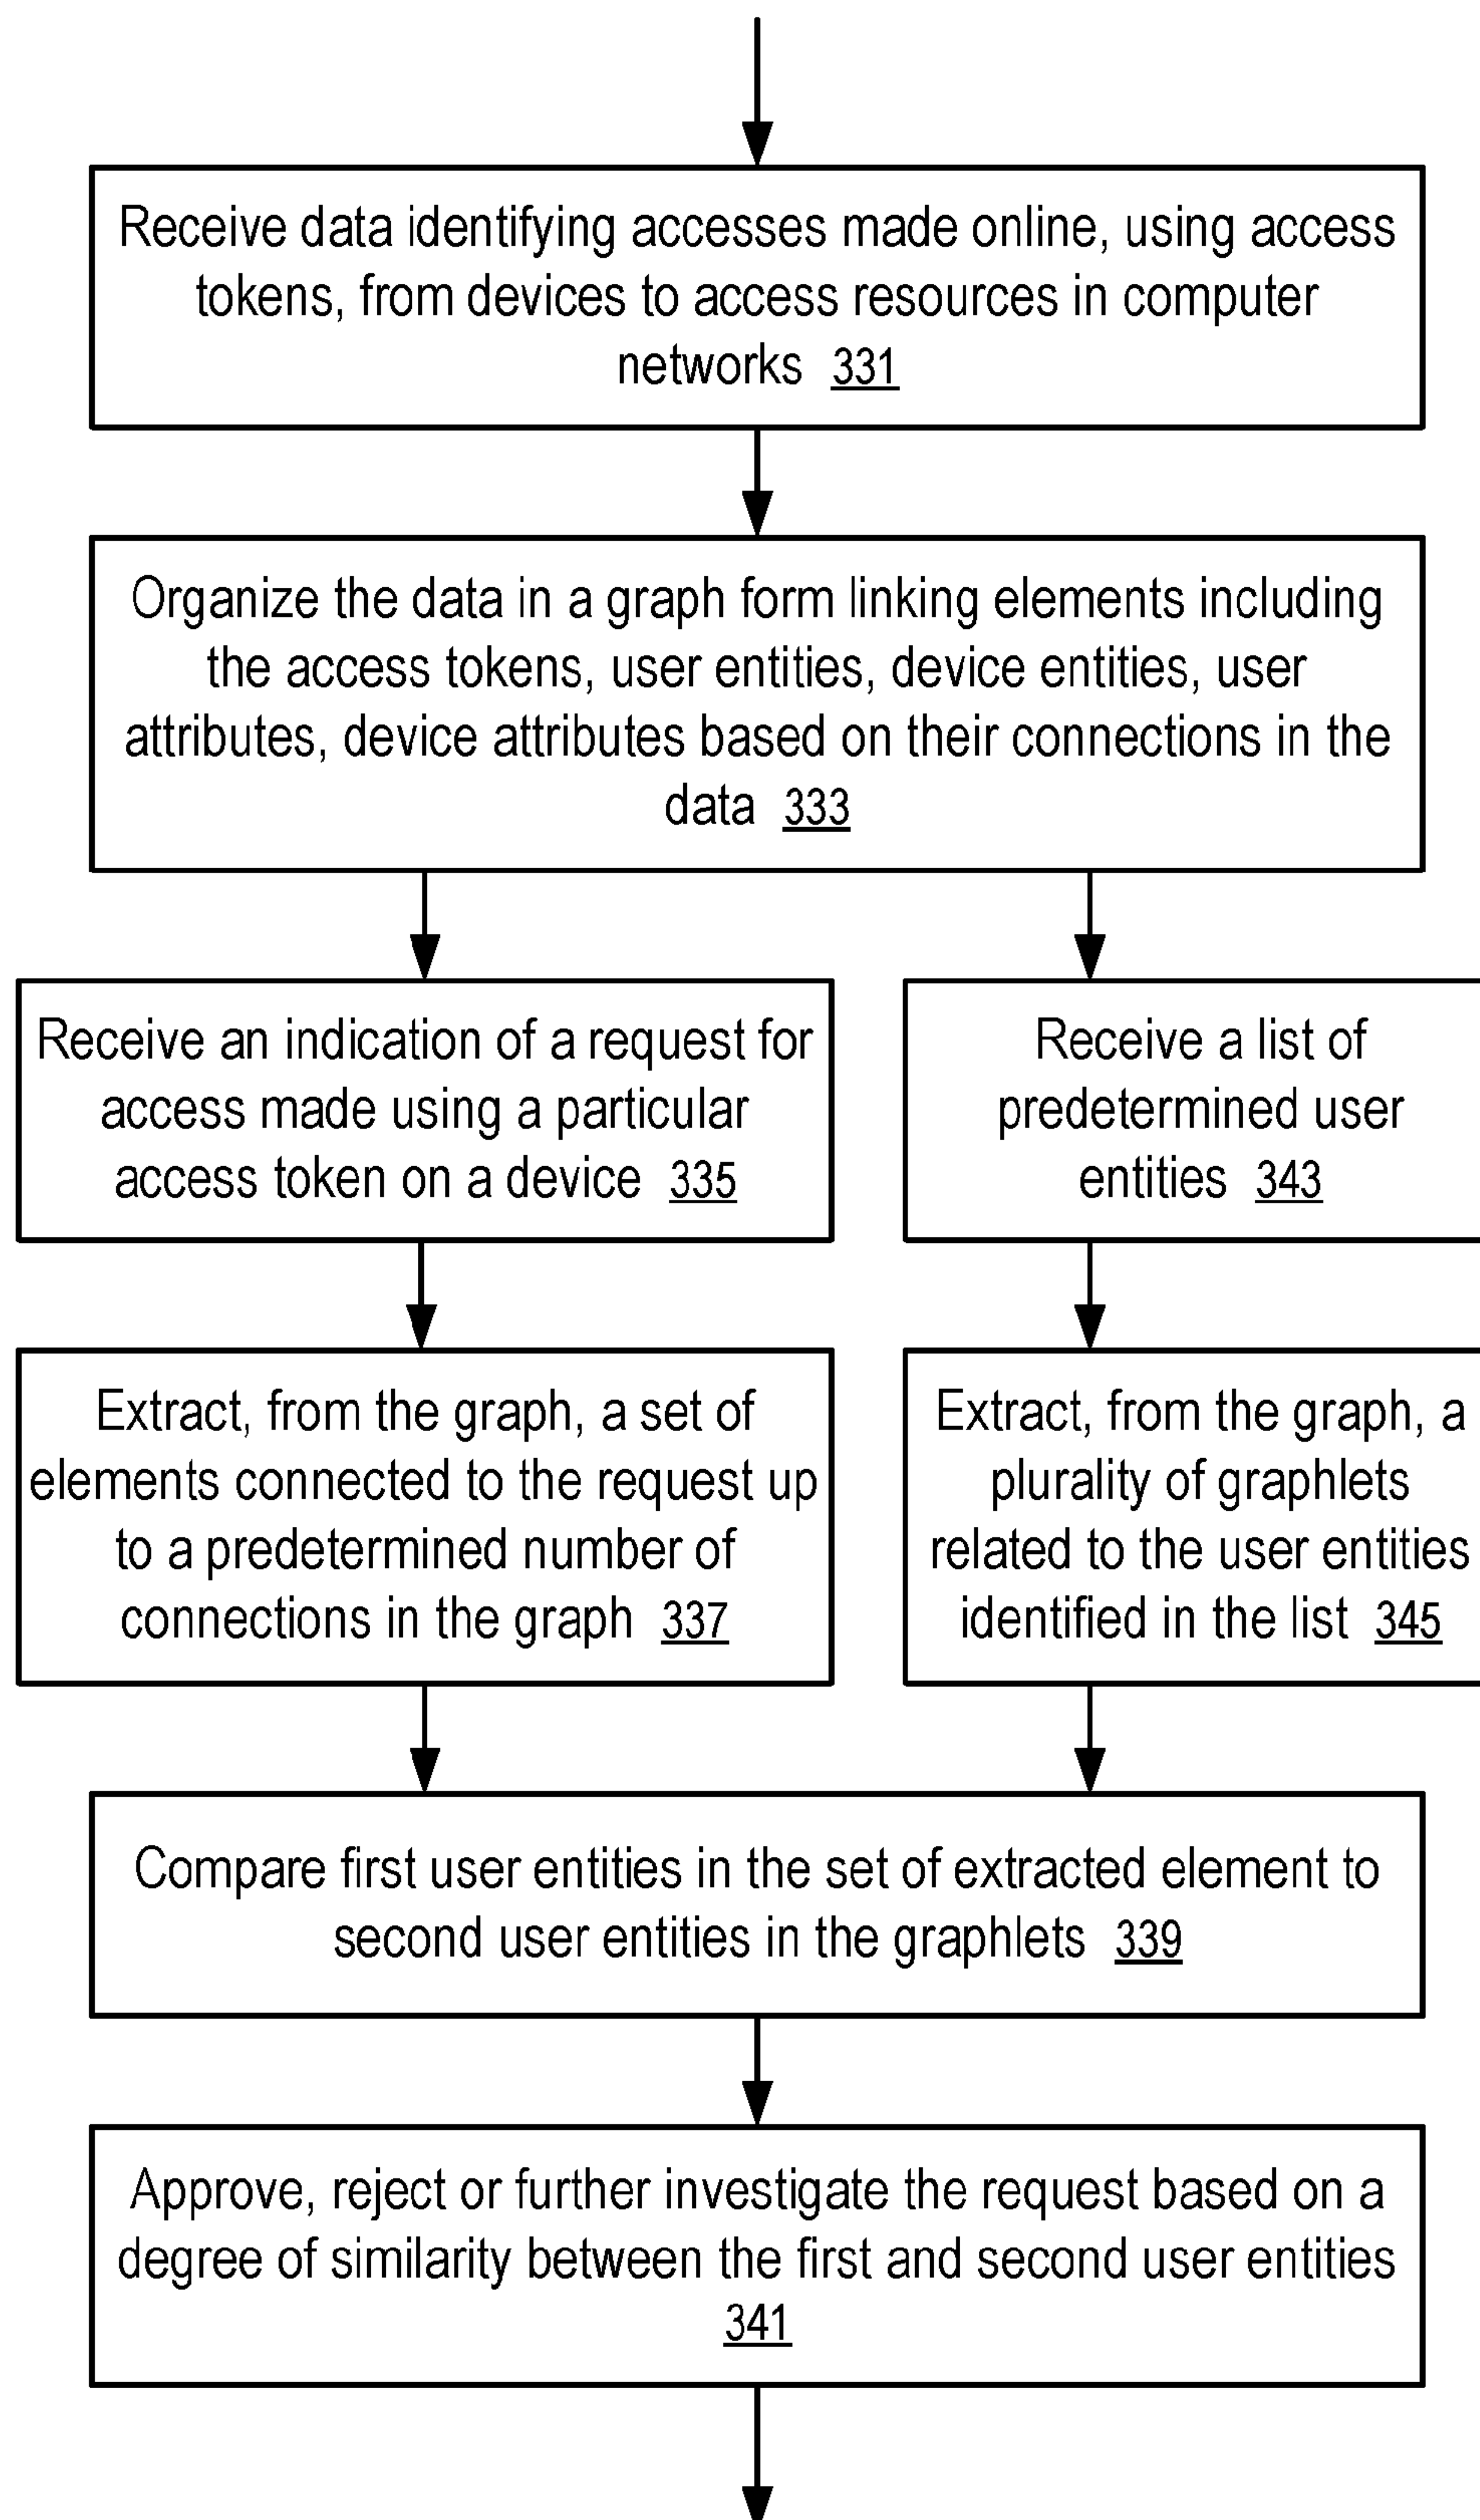 Receive data identifying accesses made online, using access
tokens, from devices to access resources in computer
networks 331
Organize the data in a graph form linking elements including
the access tokens, user entities, device entities, user
attributes, device attributes based on their connections in the
data 333
Receive an indication of a request for
access made using a particular
access token on a device 335
Receive a list of
predetermined user
entities 343
Extract, from the graph, a set of
elements connected to the request up
to a predetermined number of
connections in the graph 337
Extract, from the graph, a
plurality of graphlets
related to the user entities
identified in the list 345
Compare first user entities in the set of extracted element to
second user entities in the graphlets 339
Approve, reject or further investigate the request based on a
degree of similarity between the first and second user entities
341